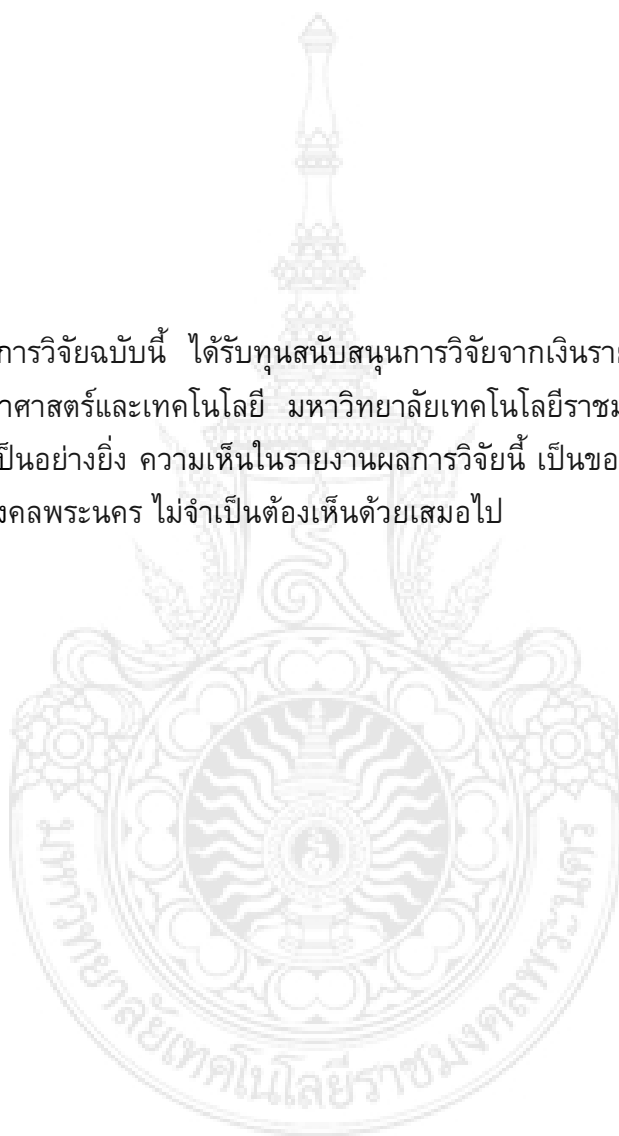 การวิจัยฉบับนี้ ได้รับทุนสนับสนุนการวิจัยจากเงินราย
าศาสตร์และเทคโนโลยี มหาวิทยาลัยเทคโนโลยีราชม
ป็นอย่างยิ่ง ความเห็นในรายงานผลการวิจัยนี้ เป็นขอ
งคลพระนคร ไม่จำเป็นต้องเห็นด้วยเสมอไป
มหาวิทยาลัยเทคโนโลยีราชมงคลพระนคร